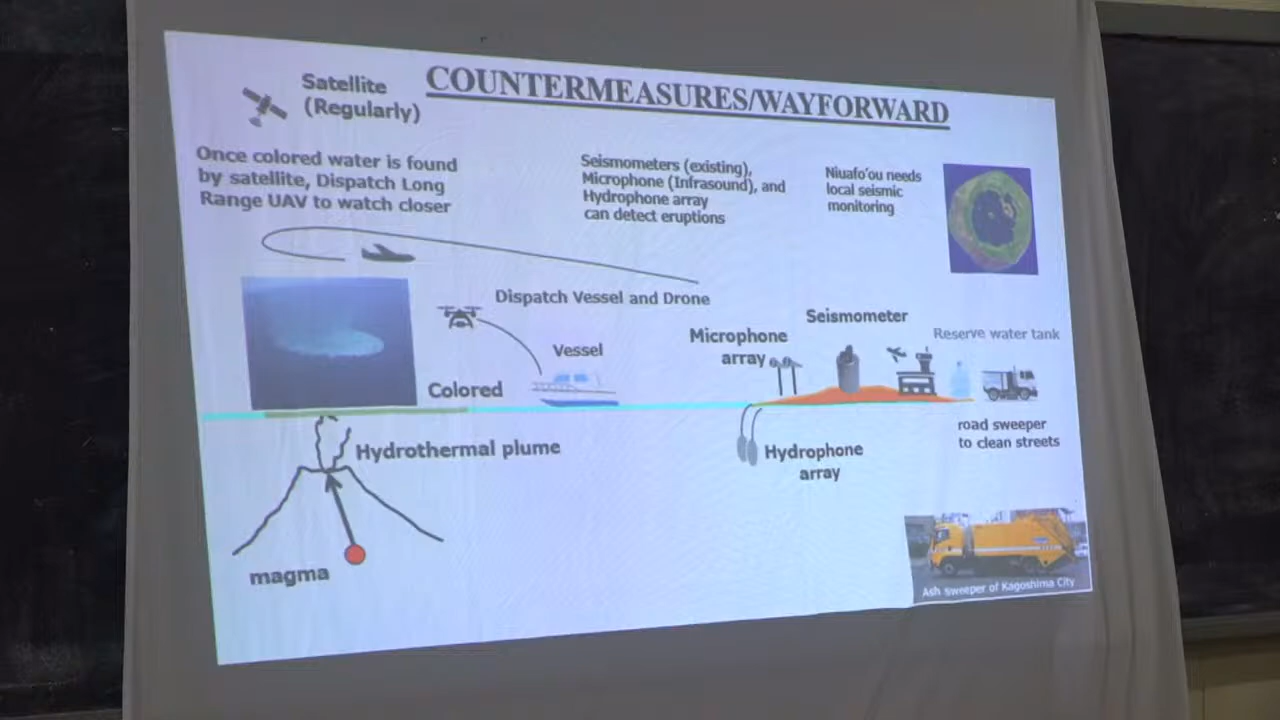 COUNTERMEASURES/WAYFORWARD
Satellite
(Regularly)
Once colored water is found
by satellite, Dispatch Long
Range UAV to watch closer
Seismometers (existing),
Microphone (Infrasound), and
Hydrophone array
can detect eruptions
Niuafo'ou needs
local seismic
monitoring
Dispatch Vessel and Drone
Vessel
Colored
Microphone
array
Seismometer
Reserve water tank
road sweeper
to clean streets
Hydrothermal plume
Hydrophone
array
magma
Ash sweeper of Kagoshima City